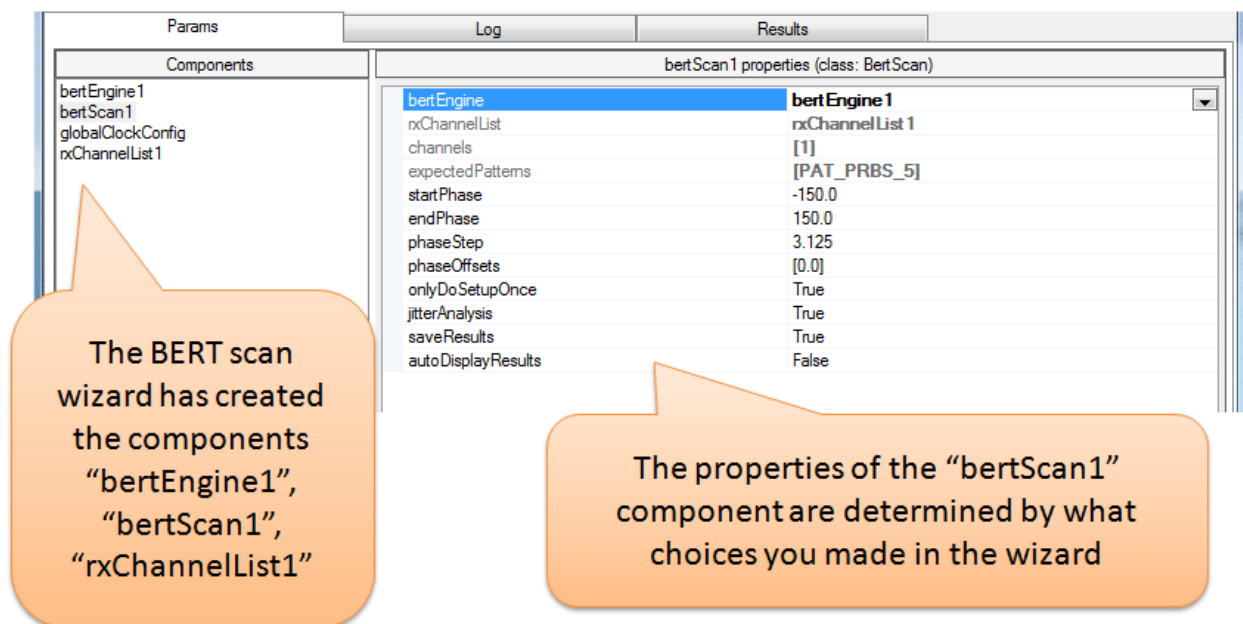 Params Log Results
Components
bertEngine1
bertScan1
globalClockConfig
rxChannelList1
bertScan1 properties (class: BertScan)
bertEngine bertEngine1
rxChannelList rxChannelList1
channels [1]
expectedPatterns [PAT_PRBS_5]
startPhase -150.0
endPhase 150.0
phaseStep 3.125
phaseOffsets [0.0]
onlyDoSetupOnce True
jitterAnalysis True
saveResults True
autoDisplayResults False
The BERT scan
wizard has created
the components
“bertEngine1”,
“bertScan1”,
“rxChannelList1”
The properties of the “bertScan1”
component are determined by what
choices you made in the wizard